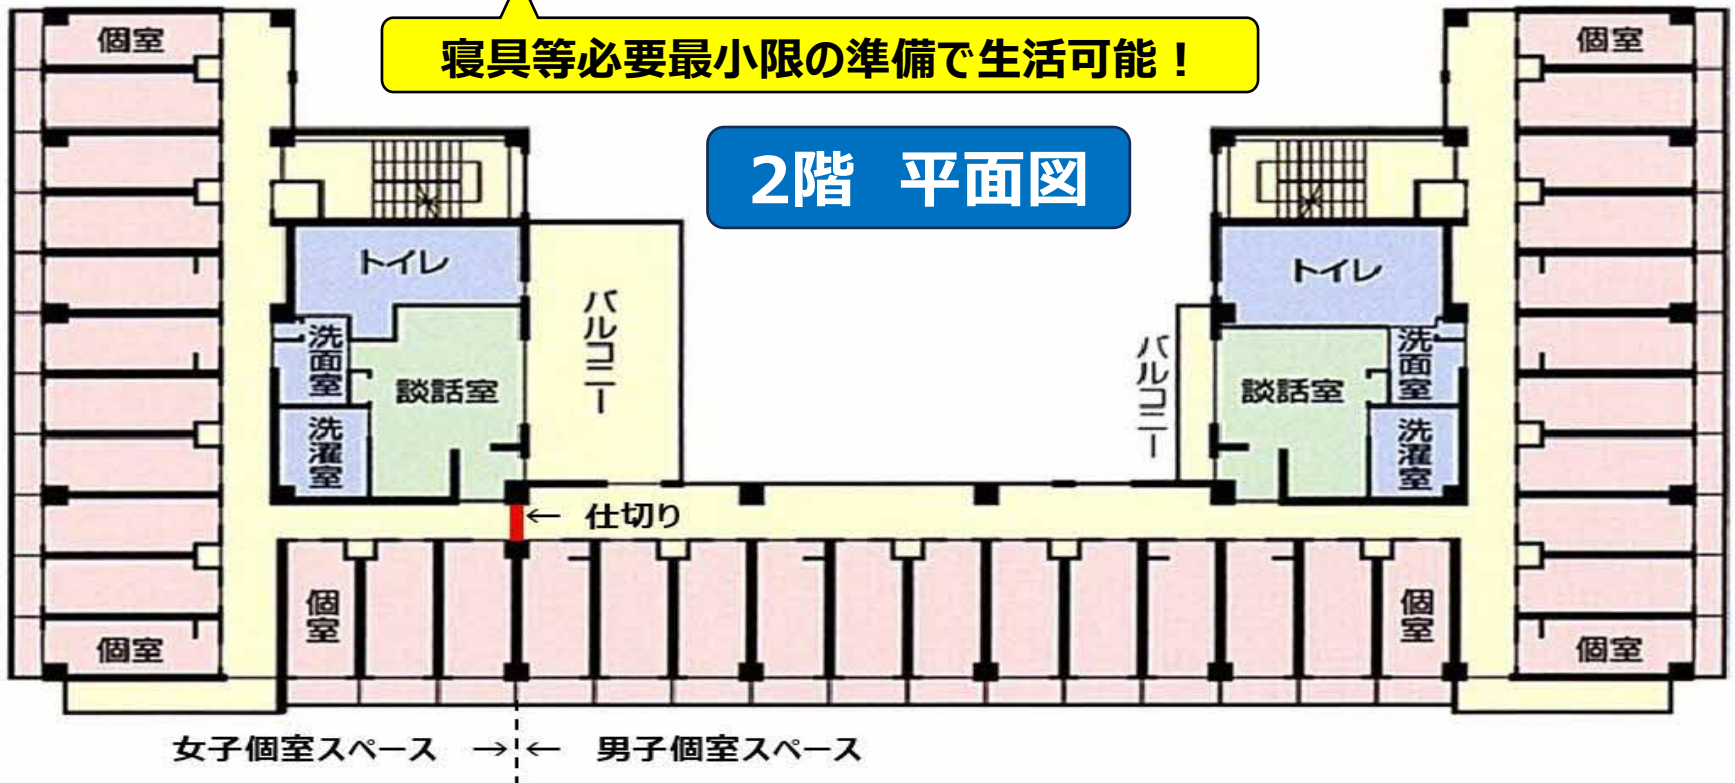 寝具等必要最小限の準備で生活可能！
2階 平面図
個室
個室
トイレ
トイレ
バルコニー
バルコニー
洗面室
談話室
洗濯室
談話室
洗面室
洗濯室
← 仕切り
個室
個室
個室
個室
女子個室スペース →
← 男子個室スペース